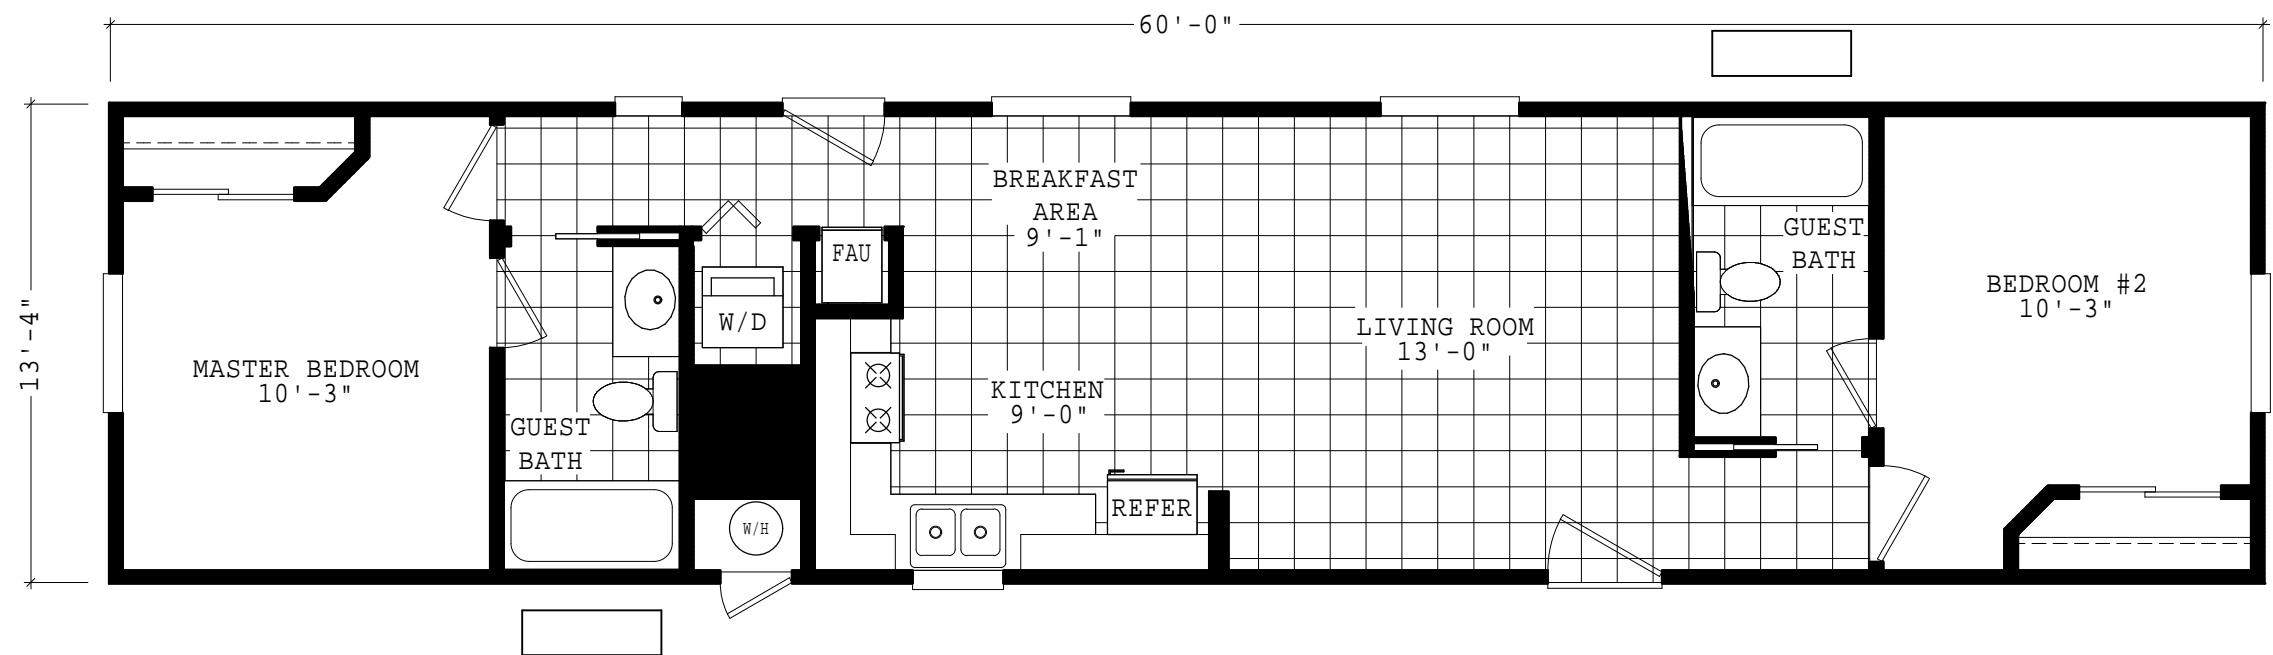 60'-0"
13'-4"
BREAKFAST
AREA
9'-1"
GUEST
BATH
FAU
BEDROOM #2
10'-3"
W/D
LIVING ROOM
13'-0"
MASTER BEDROOM
10'-3"
KITCHEN
9'-0"
GUEST
BATH
REFER
W/H